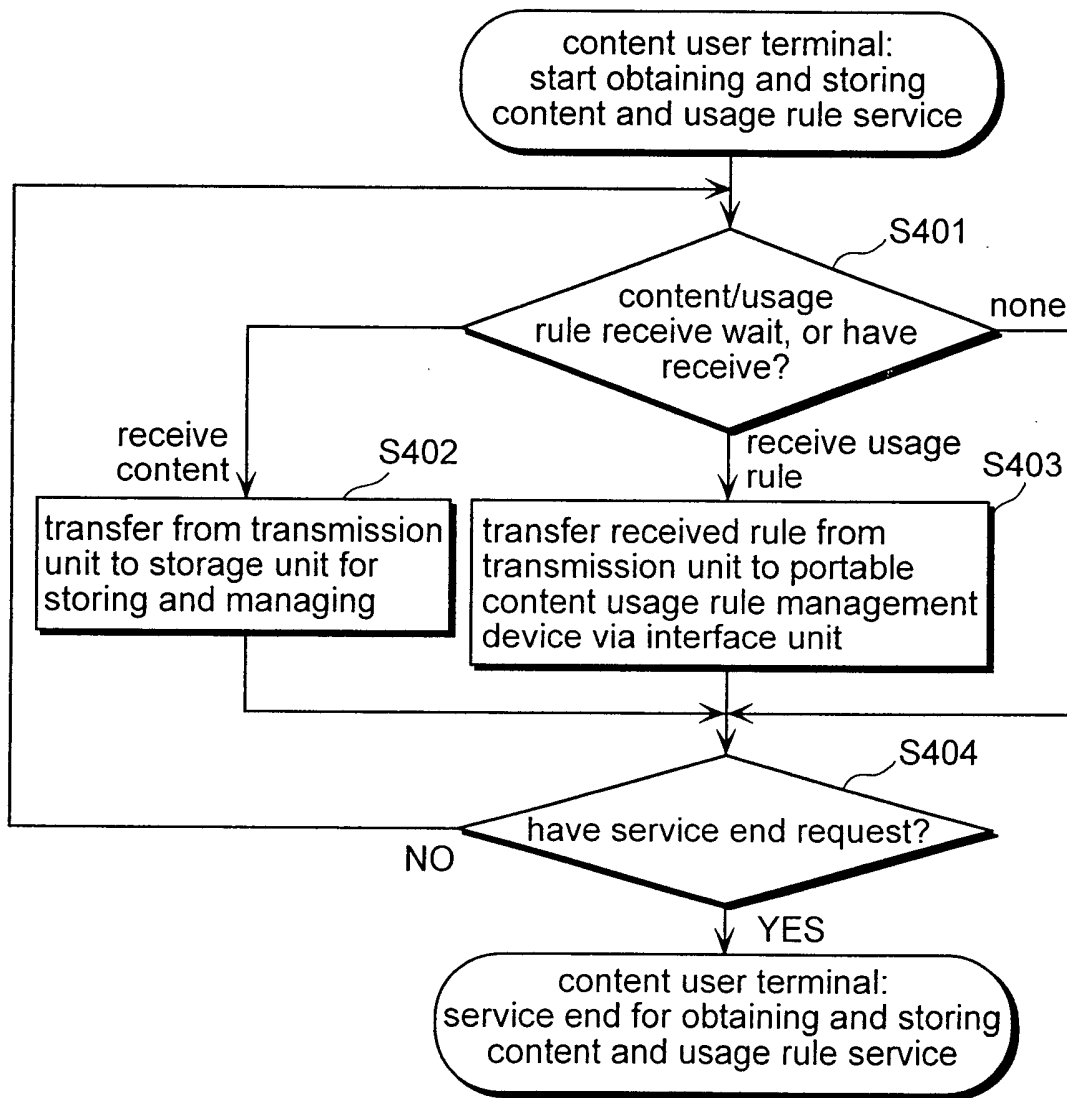 content user terminal:
start obtaining and storing
content and usage rule service
S401
content/usage
rule receive wait, or have
receive?
none
receive
content
S402
receive usage
rule
S403
transfer from transmission
unit to storage unit for
storing and managing
transfer received rule from
transmission unit to portable
content usage rule management
device via interface unit
S404
have service end request?
NO
YES
content user terminal:
service end for obtaining and storing
content and usage rule service